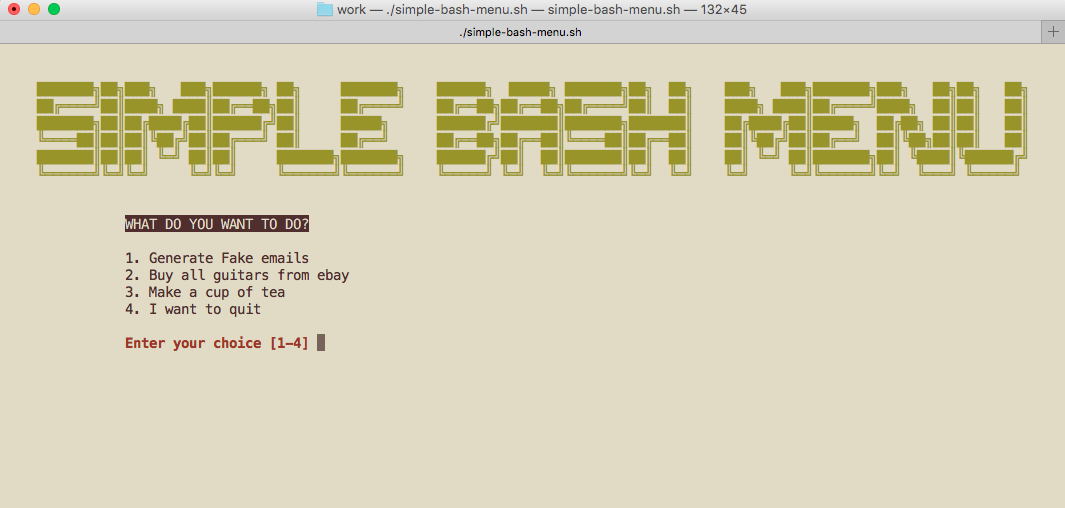 work — ./simple-bash-menu.sh — simple-bash-menu.sh — 132×45
./simple-bash-menu.sh
SIMPLE BASH MENU
WHAT DO YOU WANT TO DO?
1. Generate Fake emails
2. Buy all guitars from ebay
3. Make a cup of tea
4. I want to quit
Enter your choice [1-4]